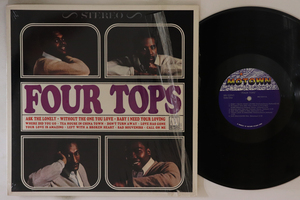 STEREO
FOUR TOPS
ASK THE LONELY • WITHOUT THE ONE YOU LOVE • BABY I NEED YOUR LOVING
WHERE DID YOU GO • TEA HOUSE IN CHINA TOWN • DON'T TURN AWAY • LOVE HAS GONE
YOUR LOVE IS AMAZING • LEFT WITH A BROKEN HEART • SAD SOUVENIRS • CALL ON ME
MOTOWN